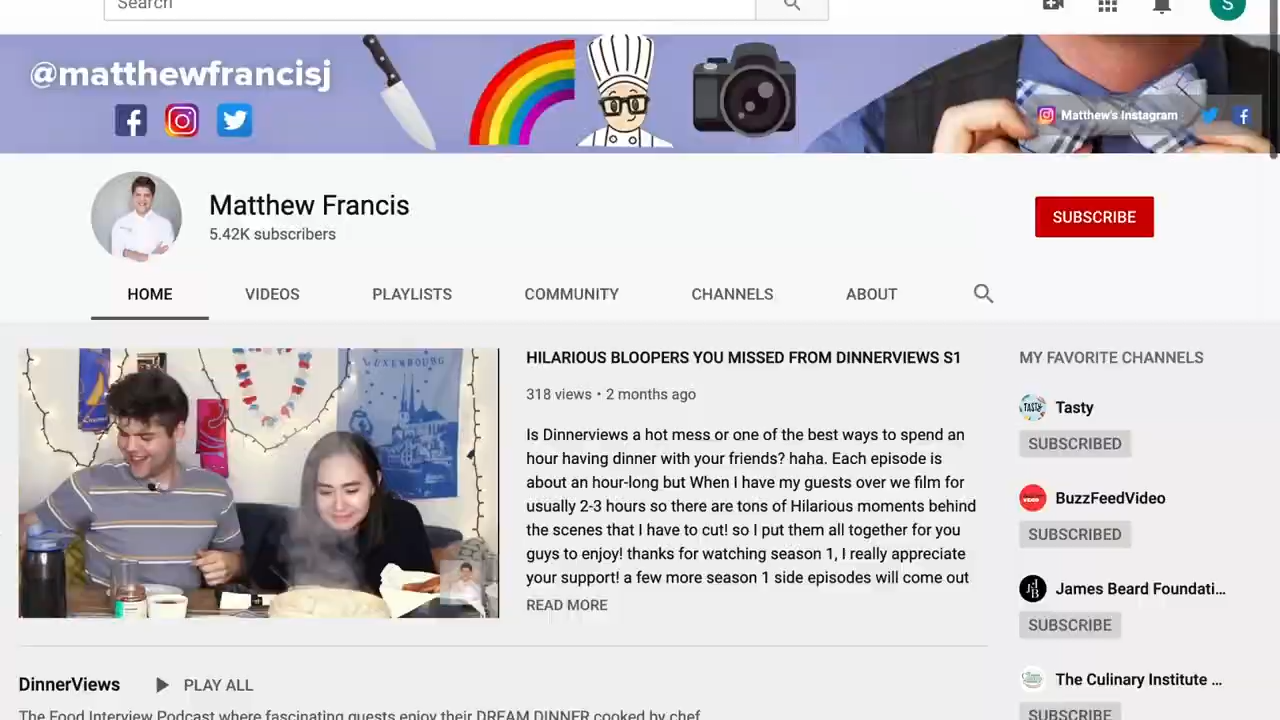 Search
S
@matthewfrancisj
Matthew's Instagram
Matthew Francis
5.42K subscribers
SUBSCRIBE
HOME
VIDEOS
PLAYLISTS
COMMUNITY
CHANNELS
ABOUT
LUXEMBOURG
HILARIOUS BLOOPERS YOU MISSED FROM DINNERVIEWS S1
318 views • 2 months ago
Is Dinnerviews a hot mess or one of the best ways to spend an
hour having dinner with your friends? haha. Each episode is
about an hour-long but When I have my guests over we film for
usually 2-3 hours so there are tons of Hilarious moments behind
the scenes that I have to cut! so I put them all together for you
guys to enjoy! thanks for watching season 1, I really appreciate
your support! a few more season 1 side episodes will come out
READ MORE
MY FAVORITE CHANNELS
TASTY
Tasty
SUBSCRIBED
BuzzFeedVideo
SUBSCRIBED
James Beard Foundati...
SUBSCRIBE
The Culinary Institute ...
SUBSCRIBE
DinnerViews
PLAY ALL
The Food Interview Podcast where fascinating guests enjoy their DREAM DINNER cooked by chef